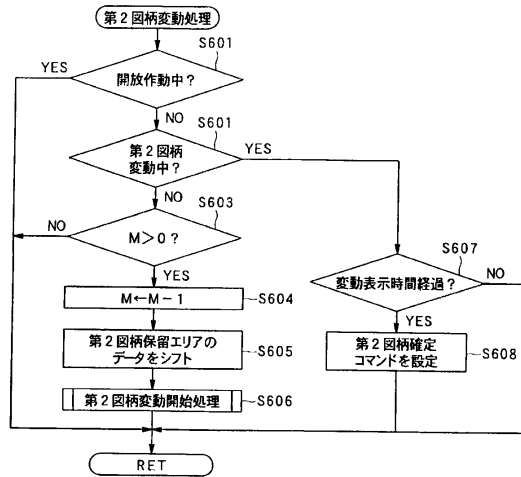 第2図柄変動処理
S601
開放作動中?
YES
NO
S601
第2図柄
変動中?
YES
NO
S603
M>0?
NO
YES
S607
変動表示時間経過?
NO
YES
M←M-1
S604
第2図柄保留エリアの
データをシフト
S605
第2図柄確定
コマンドを設定
S608
第2図柄変動開始処理
S606
RET